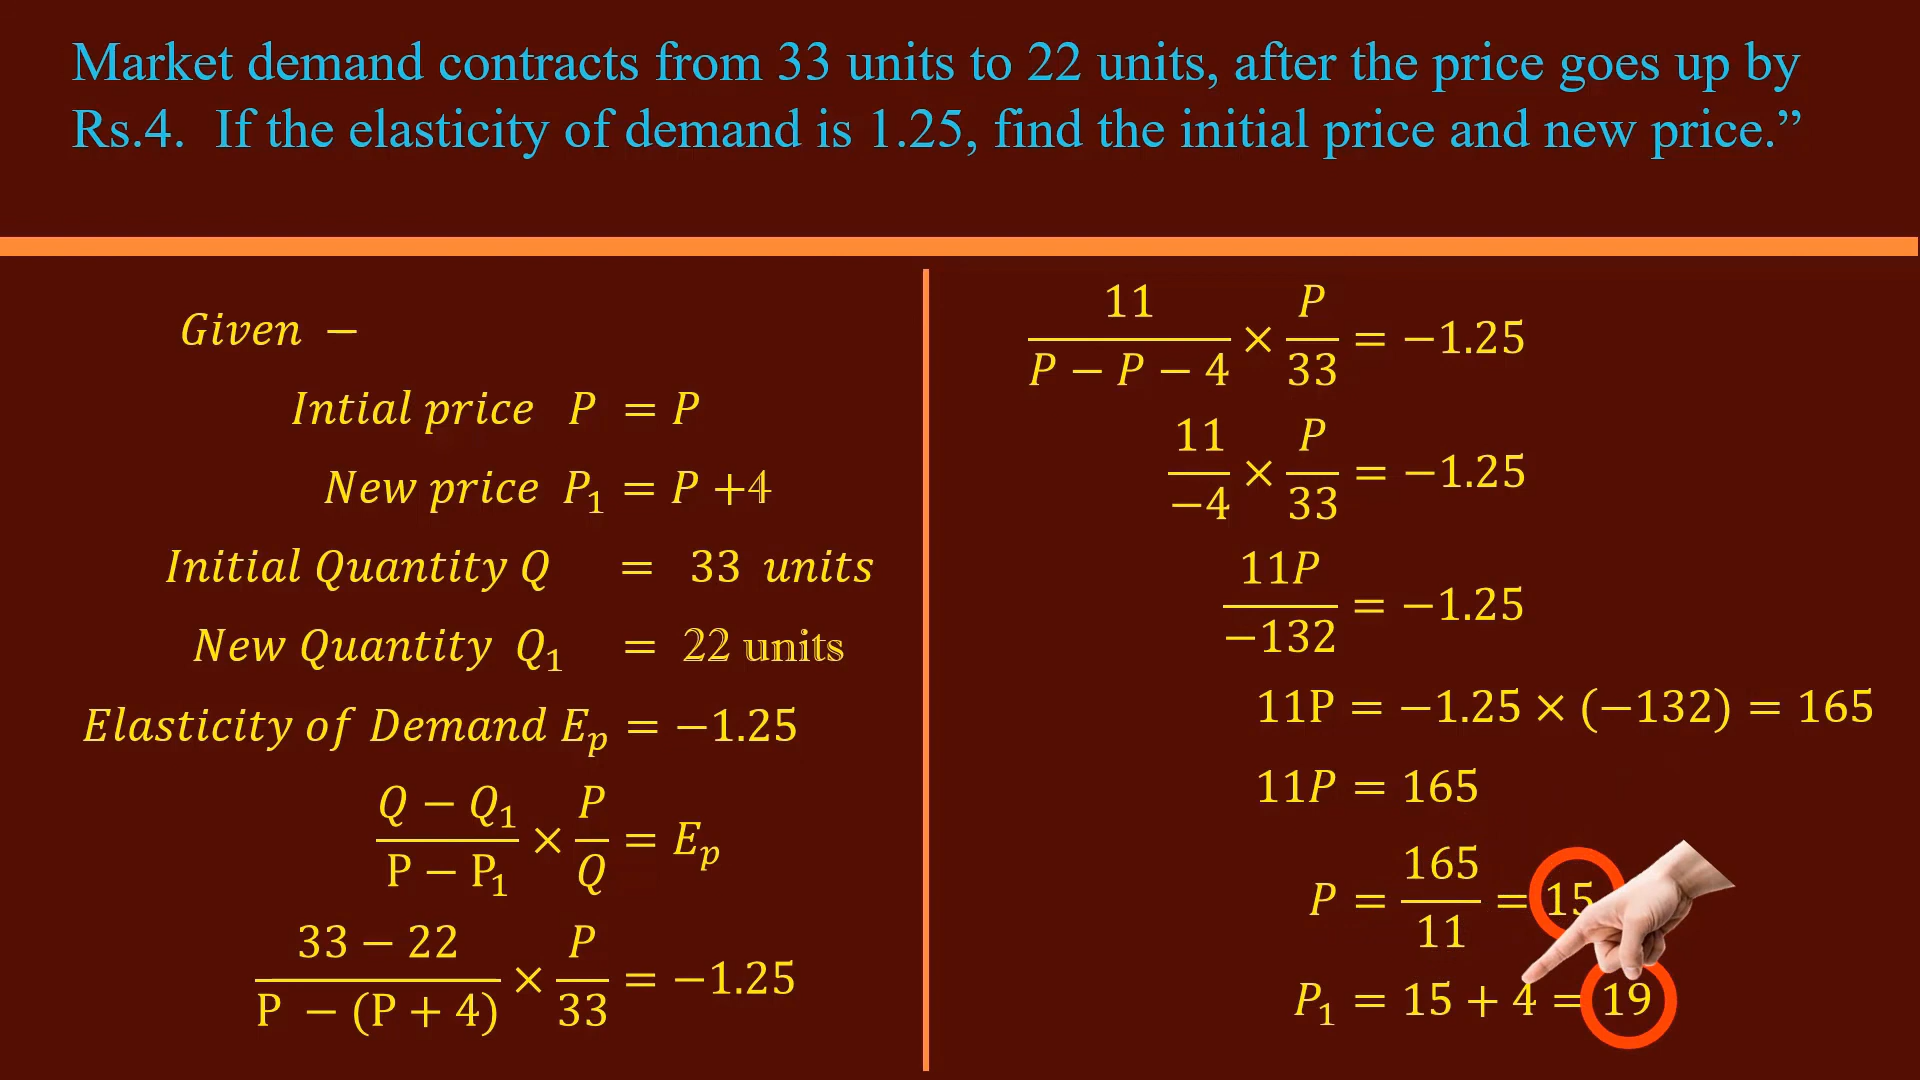 Market demand contracts from 33 units to 22 units, after the price goes up by
Rs.4. If the elasticity of demand is 1.25, find the initial price and new price.”
Given −
Intial price P = P
New price P₁ = P +4
Initial Quantity Q = 33 units
New Quantity Q₁ = 22 units
Elasticity of Demand Eₚ = −1.25
(Q − Q₁)/(P − P₁) × P/Q = Eₚ
(33 − 22)/(P − (P + 4)) × P/33 = −1.25
11/(P − P − 4) × P/33 = −1.25
11/−4 × P/33 = −1.25
11P/−132 = −1.25
11P = −1.25 × (−132) = 165
11P = 165
P = 165/11 = 15
P₁ = 15 + 4 = 19